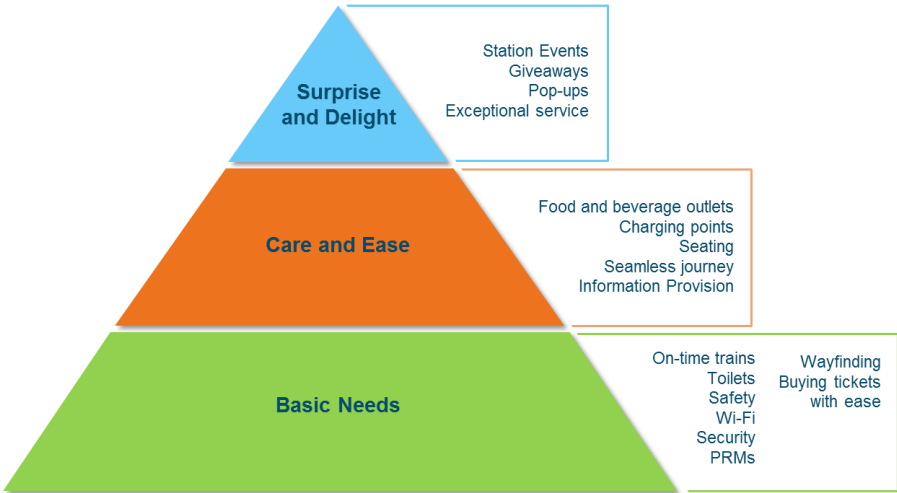 Surprise
and Delight
Station Events
Giveaways
Pop-ups
Exceptional service
Care and Ease
Food and beverage outlets
Charging points
Seating
Seamless journey
Information Provision
Basic Needs
On-time trains
Toilets
Safety
Wi-Fi
Security
PRMs
Wayfinding
Buying tickets
with ease